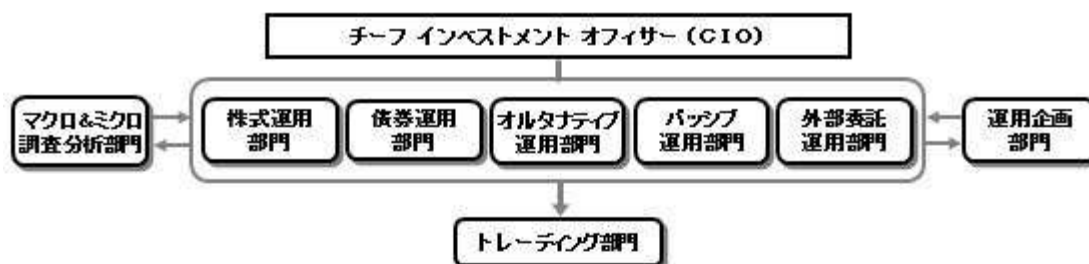 チーフ インベストメント オフィサー (CIO)
マクロ&ミクロ
調査分析部門
株式運用
部門
債券運用
部門
オルタナティブ
運用部門
パッシブ
運用部門
外部委託
運用部門
運用企画
部門
トレーディング部門